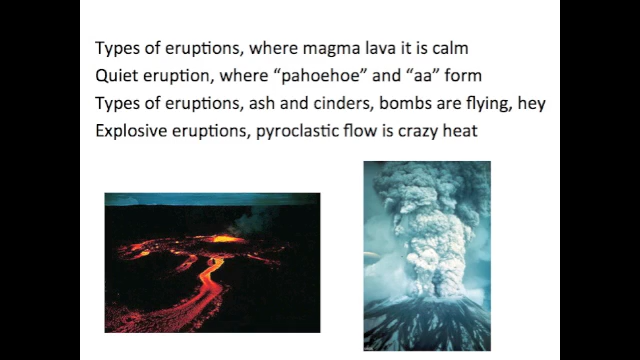 Types of eruptions, where magma lava it is calm
Quiet eruption, where “pahoehoe” and “aa” form
Types of eruptions, ash and cinders, bombs are flying, hey
Explosive eruptions, pyroclastic flow is crazy heat